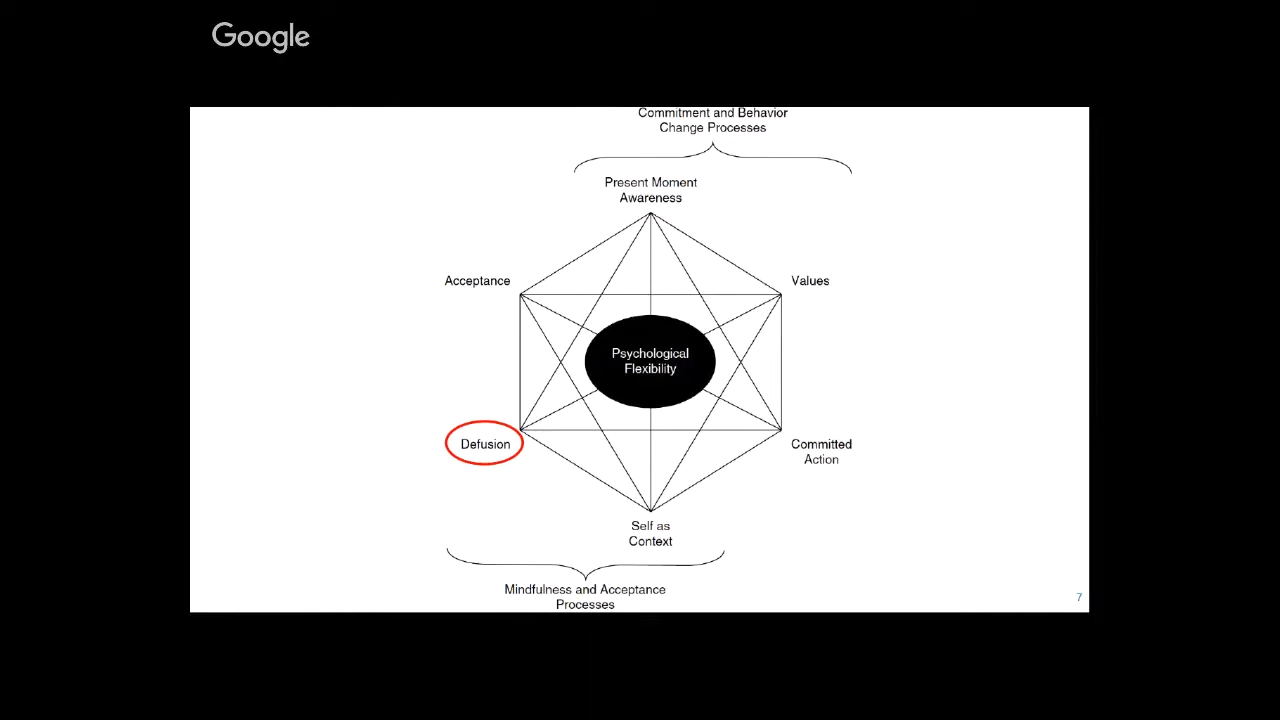 Google
Commitment and Behavior
Change Processes
Present Moment
Awareness
Acceptance
Values
Psychological
Flexibility
Defusion
Committed
Action
Self as
Context
Mindfulness and Acceptance
Processes
7